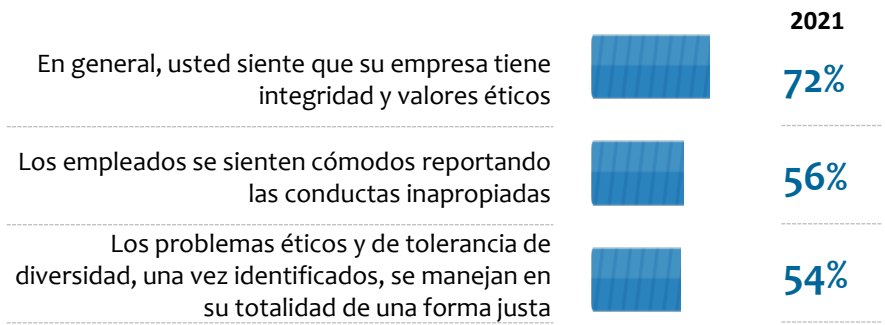 2021
En general, usted siente que su empresa tiene
integridad y valores éticos
72%
Los empleados se sienten cómodos reportando
las conductas inapropiadas
56%
Los problemas éticos y de tolerancia de
diversidad, una vez identificados, se manejan en
su totalidad de una forma justa
54%